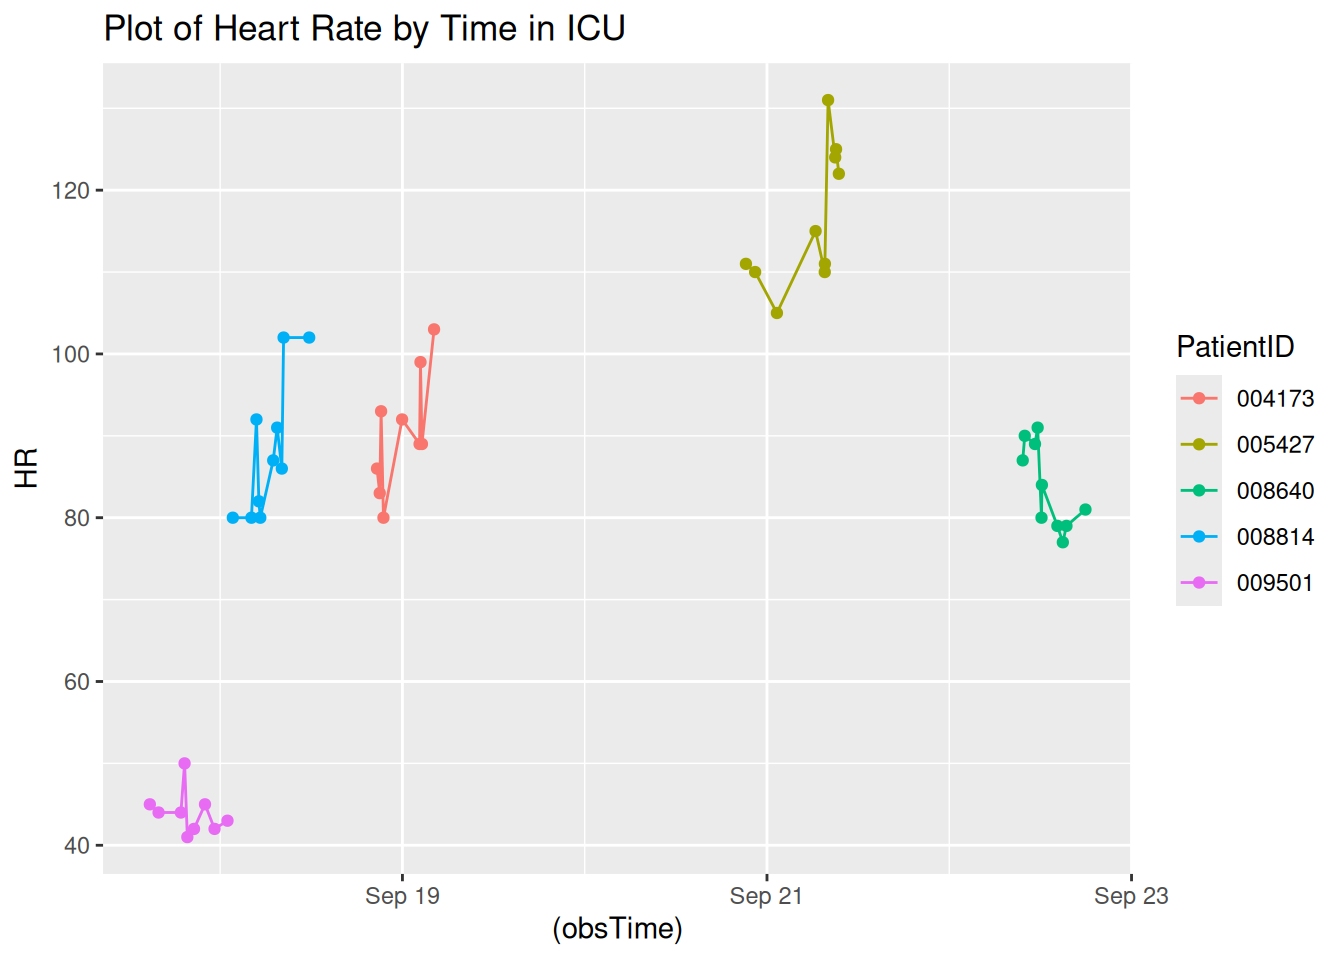 Plot of Heart Rate by Time in ICU
HR
120
100
80
60
40
Sep 19
Sep 21
Sep 23
(obsTime)
PatientID
004173
005427
008640
008814
009501